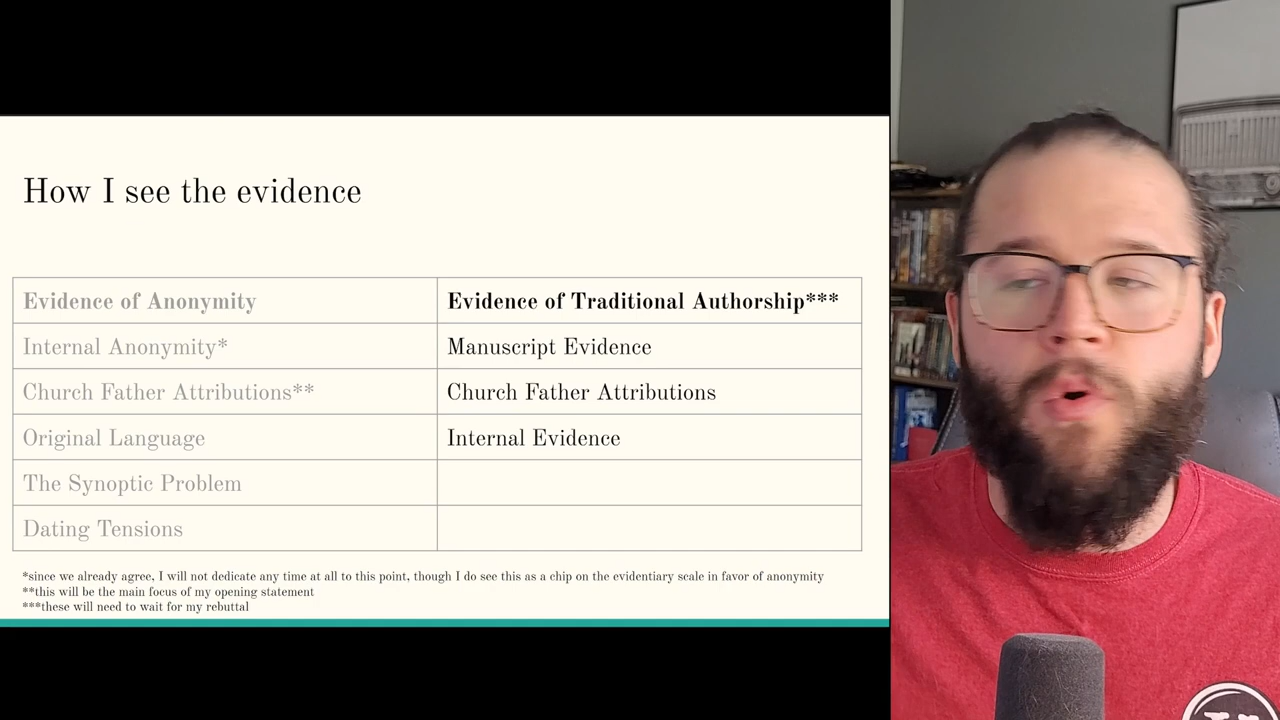 How I see the evidence
Evidence of Anonymity
Evidence of Traditional Authorship***
Internal Anonymity*
Manuscript Evidence
Church Father Attributions**
Church Father Attributions
Original Language
Internal Evidence
The Synoptic Problem
Dating Tensions
*since we already agree, I will not dedicate any time at all to this point, though I do see this as a chip on the evidentiary scale in favor of anonymity
**this will be the main focus of my opening statement
***these will need to wait for my rebuttal